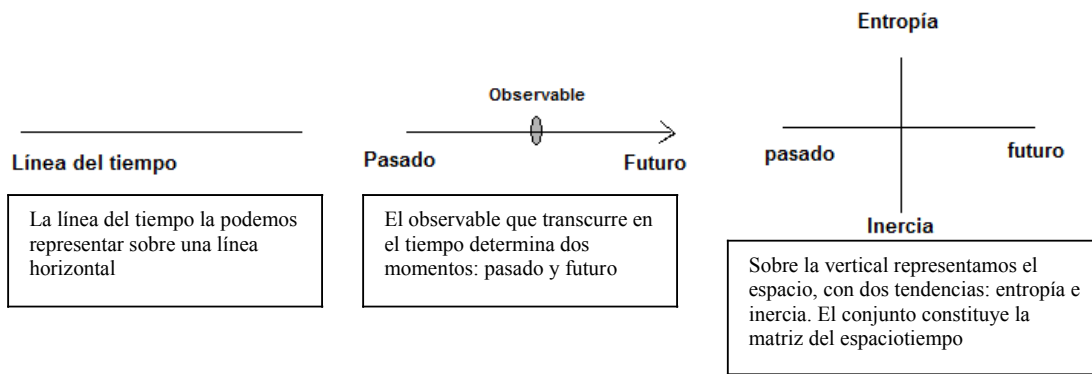 Línea del tiempo
La línea del tiempo la podemos
representar sobre una línea
horizontal
Observable
Pasado
Futuro
El observable que transcurre en
el tiempo determina dos
momentos: pasado y futuro
Entropía
pasado
futuro
Inercia
Sobre la vertical representamos el
espacio, con dos tendencias: entropía e
inercia. El conjunto constituye la
matriz del espaciotiempo